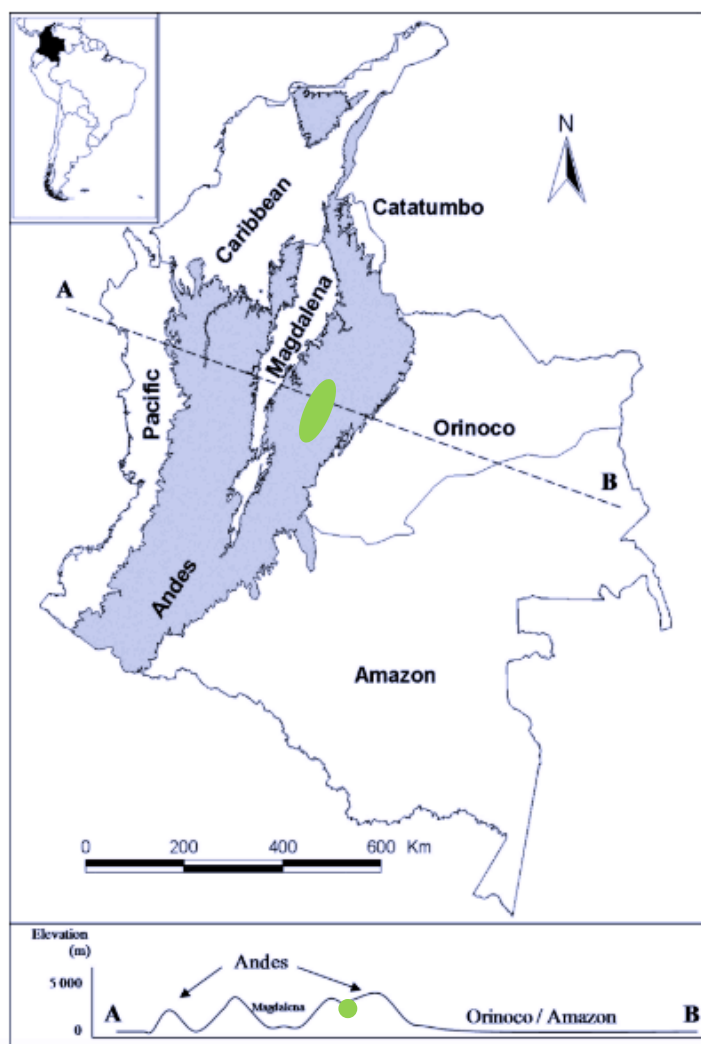 N
Catatumbo
Caribbean
A
Magdalena
Pacific
Orinoco
B
Andes
Amazon
0 200 400 600 Km
Elevation
(m)
Andes
5 000
A
Magdalena
Orinoco / Amazon
B
0